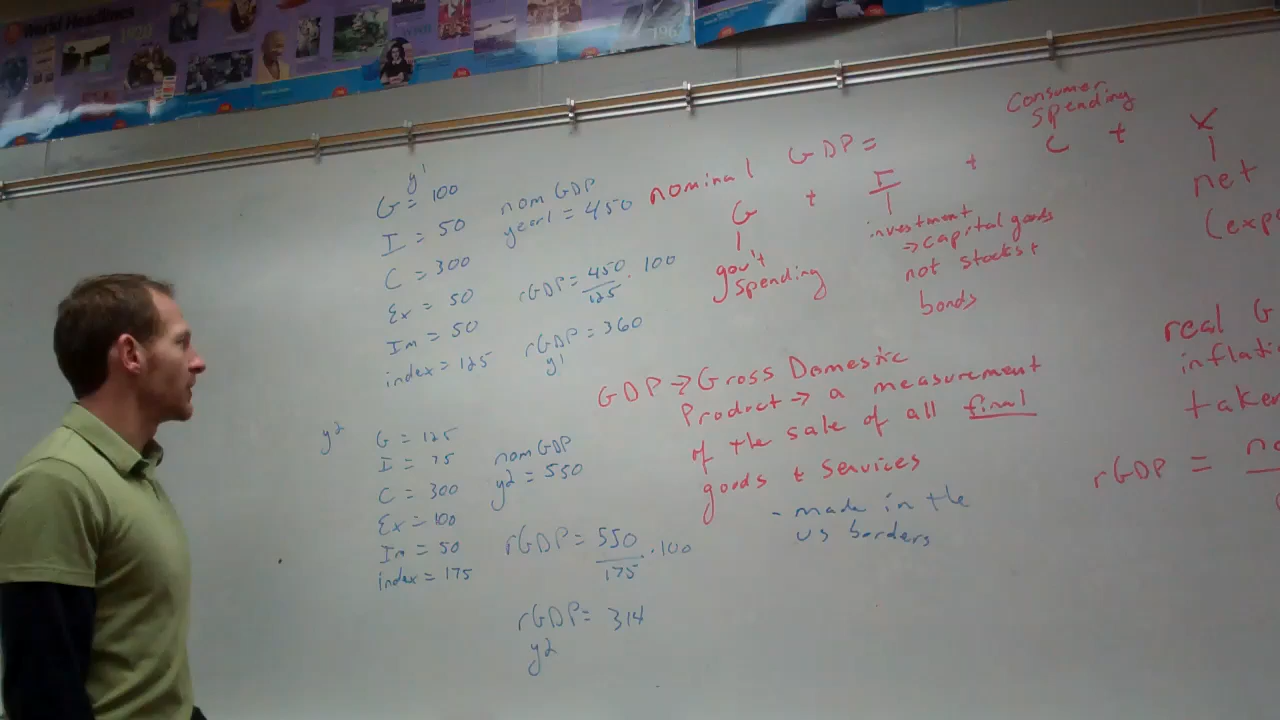 World Headlines
1920
y1
G = 100
I = 50
C = 300
Ex = 50
Im = 50
index = 125
nom GDP
year1 = 450
rGDP = 450/125 · 100
rGDP = 360
y1
y2
G = 125
I = 75
C = 300
Ex = 100
Im = 50
index = 175
nom GDP
y2 = 550
rGDP = 550/175 · 100
rGDP = 314
y2
nominal GDP =
G + I + C + X
gov't
spending
investment
→ capital goods
not stocks +
bonds
Consumer
Spending
net
(exp
GDP → Gross Domestic
Product → a measurement
of the sale of all final
goods + services
- made in the
US borders
real G
inflati
taken
rGDP = no